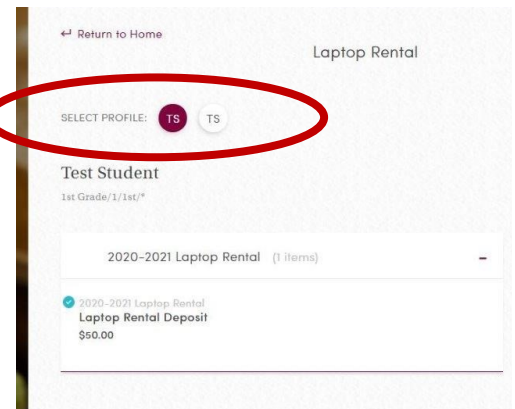 ↵ Return to Home
Laptop Rental
SELECT PROFILE: TS TS
Test Student
1st Grade/1/1st/*
2020-2021 Laptop Rental (1 items) -
2020-2021 Laptop Rental
Laptop Rental Deposit
$50.00